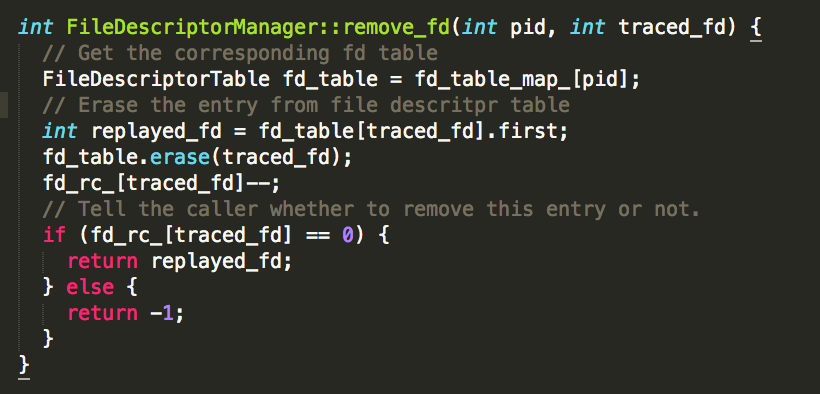 int FileDescriptorManager::remove_fd(int pid, int traced_fd) {
  // Get the corresponding fd table
  FileDescriptorTable fd_table = fd_table_map_[pid];
  // Erase the entry from file descritpr table
  int replayed_fd = fd_table[traced_fd].first;
  fd_table.erase(traced_fd);
  fd_rc_[traced_fd]--;
  // Tell the caller whether to remove this entry or not.
  if (fd_rc_[traced_fd] == 0) {
    return replayed_fd;
  } else {
    return -1;
  }
}